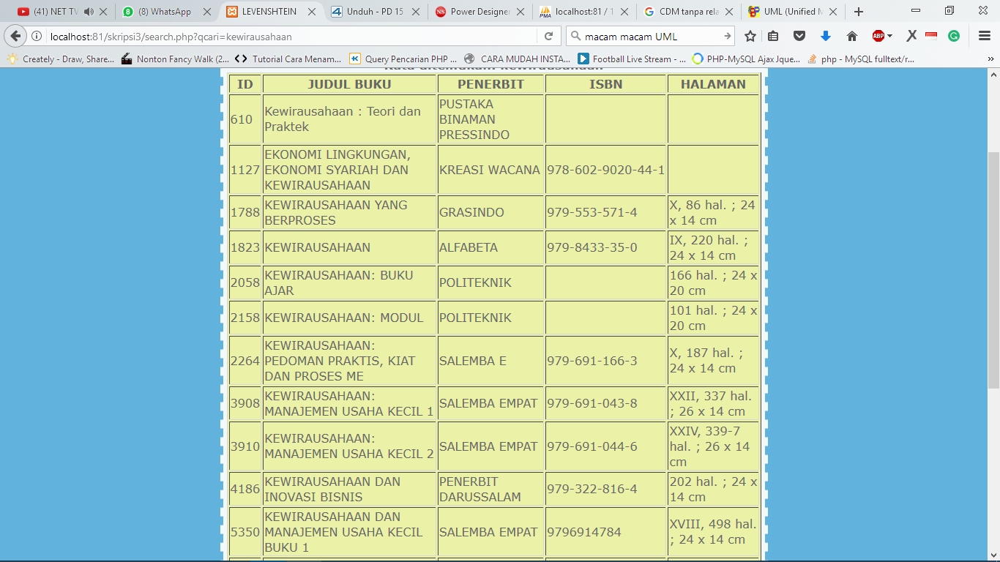 (41) NET TV
(8) WhatsApp
LEVENSHTEIN
Unduh - PD 15
Power Designer
localhost:81 / 1
CDM tanpa rela
UML (Unified M
localhost:81/skripsi3/search.php?qcari=kewirausahaan
macam macam UML
Creately - Draw, Share...
Nonton Fancy Walk (2...
Tutorial Cara Menam...
Query Pencarian PHP ...
CARA MUDAH INSTA...
Football Live Stream - ...
PHP-MySQL Ajax Jque...
php - MySQL fulltext/r...
ID JUDUL BUKU PENERBIT ISBN HALAMAN
610
Kewirausahaan : Teori dan
Praktek
PUSTAKA
BINAMAN
PRESSINDO
1127
EKONOMI LINGKUNGAN,
EKONOMI SYARIAH DAN
KEWIRAUSAHAAN
KREASI WACANA
978-602-9020-44-1
1788
KEWIRAUSAHAAN YANG
BERPROSES
GRASINDO
979-553-571-4
X, 86 hal. ; 24
x 14 cm
1823
KEWIRAUSAHAAN
ALFABETA
979-8433-35-0
IX, 220 hal. ;
24 x 14 cm
2058
KEWIRAUSAHAAN: BUKU
AJAR
POLITEKNIK
166 hal. ; 24 x
20 cm
2158
KEWIRAUSAHAAN: MODUL
POLITEKNIK
101 hal. ; 24 x
20 cm
2264
KEWIRAUSAHAAN:
PEDOMAN PRAKTIS, KIAT
DAN PROSES ME
SALEMBA E
979-691-166-3
X, 187 hal. ;
24 x 14 cm
3908
KEWIRAUSAHAAN:
MANAJEMEN USAHA KECIL 1
SALEMBA EMPAT
979-691-043-8
XXII, 337 hal.
; 26 x 14 cm
3910
KEWIRAUSAHAAN:
MANAJEMEN USAHA KECIL 2
SALEMBA EMPAT
979-691-044-6
XXIV, 339-7
hal. ; 26 x 14
cm
4186
KEWIRAUSAHAAN DAN
INOVASI BISNIS
PENERBIT
DARUSSALAM
979-322-816-4
202 hal. ; 24 x
14 cm
5350
KEWIRAUSAHAAN DAN
MANAJEMEN USAHA KECIL
BUKU 1
SALEMBA EMPAT
9796914784
XVIII, 498 hal.
; 24 x 14 cm